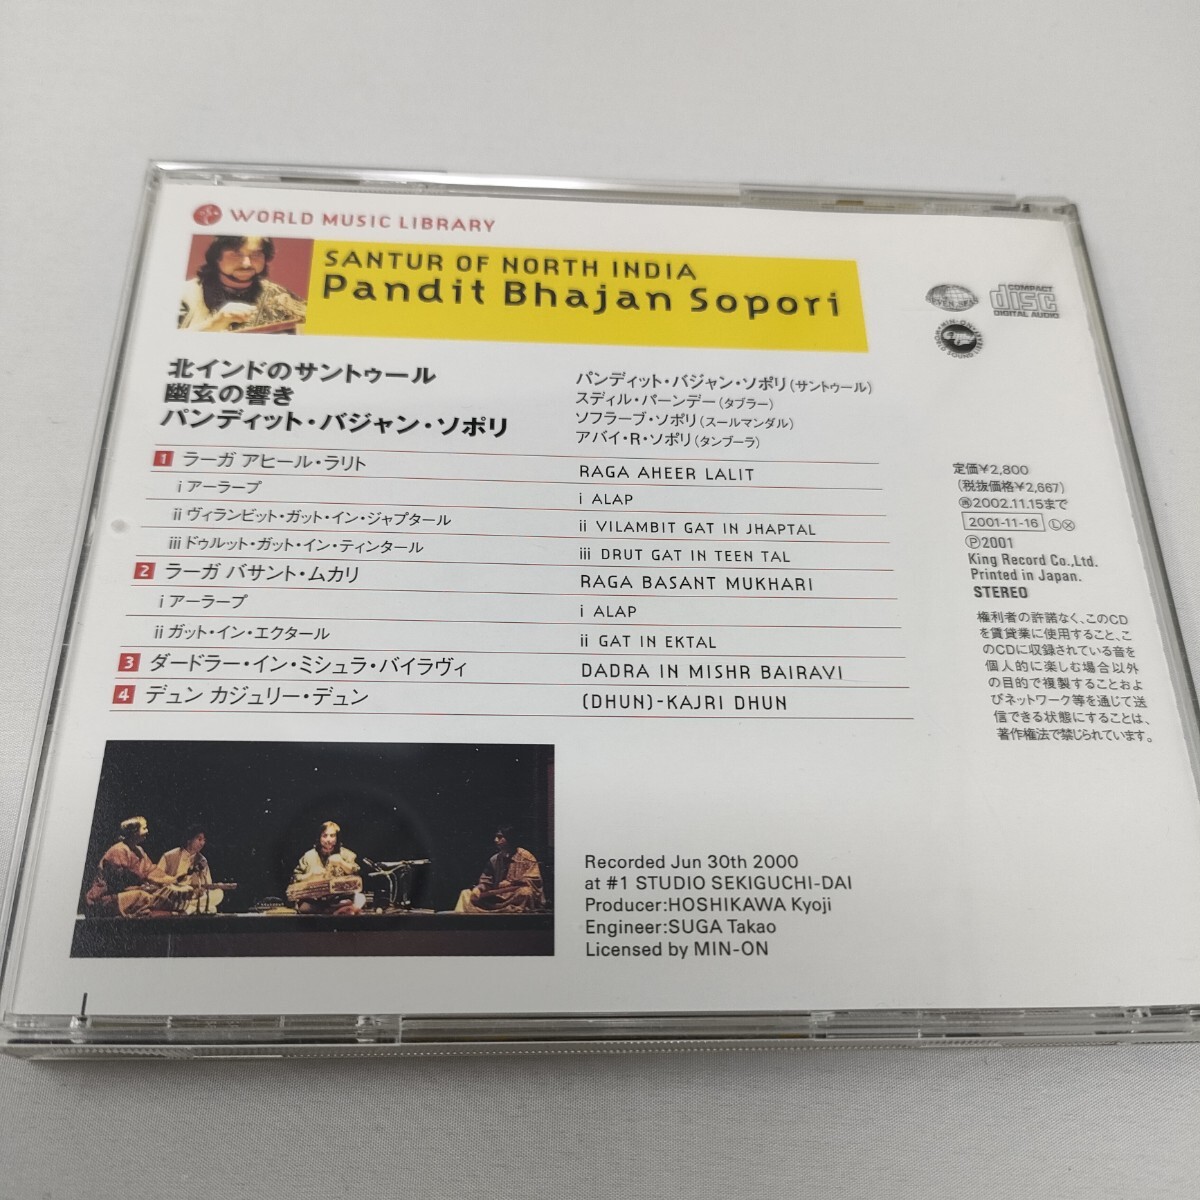 WORLD MUSIC LIBRARY
SANTUR OF NORTH INDIA
Pandit Bhajan Sopori
COMPACT
disc
DIGITAL AUDIO
北インドのサントゥール
幽玄の響き
パンディット・バジャン・ソポリ
パンディット・バジャン・ソポリ(サントゥール)
スディル・パーンデー(タブラー)
ソフラーブ・ソポリ(スールマンダル)
アバイ・R・ソポリ(タンブーラ)
1 ラーガ アヒール・ラリト RAGA AHEER LALIT
i アーラープ i ALAP
ii ヴィランビット・ガット・イン・ジャプタール ii VILAMBIT GAT IN JHAPTAL
iii ドゥルット・ガット・イン・ティンタール iii DRUT GAT IN TEEN TAL
2 ラーガ バサント・ムカリ RAGA BASANT MUKHARI
i アーラープ i ALAP
ii ガット・イン・エクタール ii GAT IN EKTAL
3 ダードラー・イン・ミシュラ・バイラヴィ DADRA IN MISHR BAIRAVI
4 デュン カジュリー・デュン (DHUN)-KAJRI DHUN
定価¥2,800
(税抜価格¥2,667)
2002.11.15まで
2001-11-16 Ⓛ
Ⓟ2001
King Record Co.,Ltd.
Printed in Japan.
STEREO
権利者の許諾なく、このCD
を賃貸業に使用すること、こ
のCDに収録されている音を
個人的に楽しむ場合以外
の目的で複製することおよ
びネットワーク等を通じて送
信できる状態にすることは、
著作権法で禁じられています。
Recorded Jun 30th 2000
at #1 STUDIO SEKIGUCHI-DAI
Producer:HOSHIKAWA Kyoji
Engineer:SUGA Takao
Licensed by MIN-ON